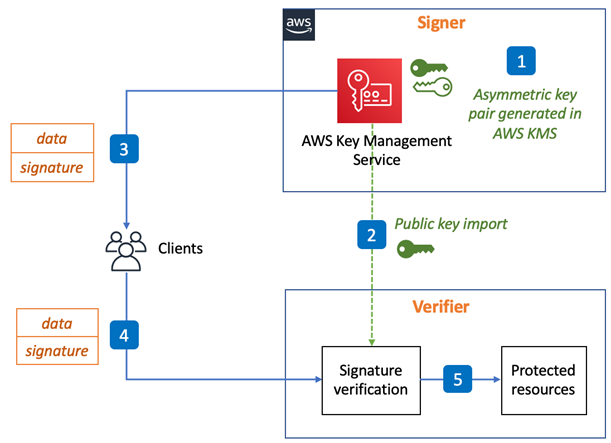 aws
Signer
1
Asymmetric key
pair generated in
AWS KMS
AWS Key Management
Service
data
signature
3
2
Public key import
Clients
data
signature
4
Verifier
Signature
verification
5
Protected
resources